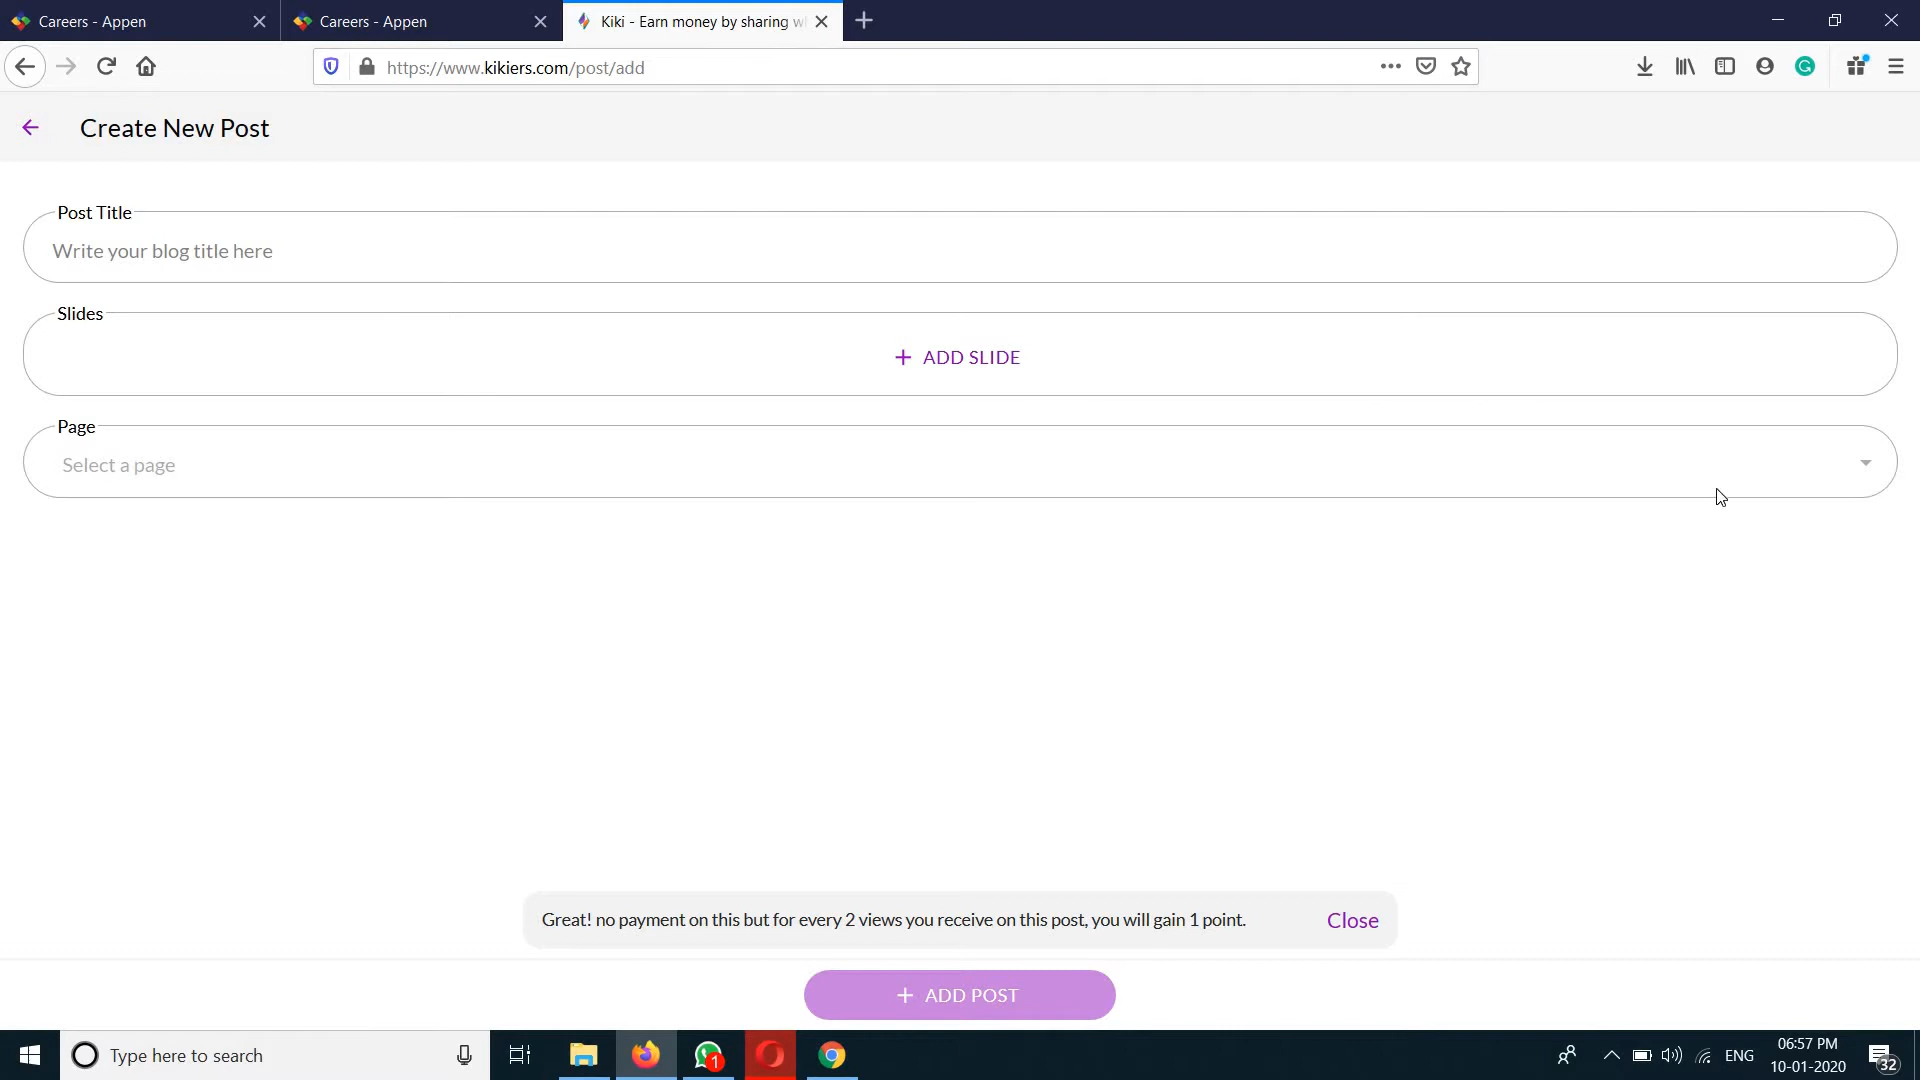 Careers - Appen
Careers - Appen
Kiki - Earn money by sharing w
https://www.kikiers.com/post/add
Create New Post
Post Title
Write your blog title here
Slides
+ ADD SLIDE
Page
Select a page
Great! no payment on this but for every 2 views you receive on this post, you will gain 1 point.
Close
+ ADD POST
Type here to search
1
ENG
06:57 PM
10-01-2020
32